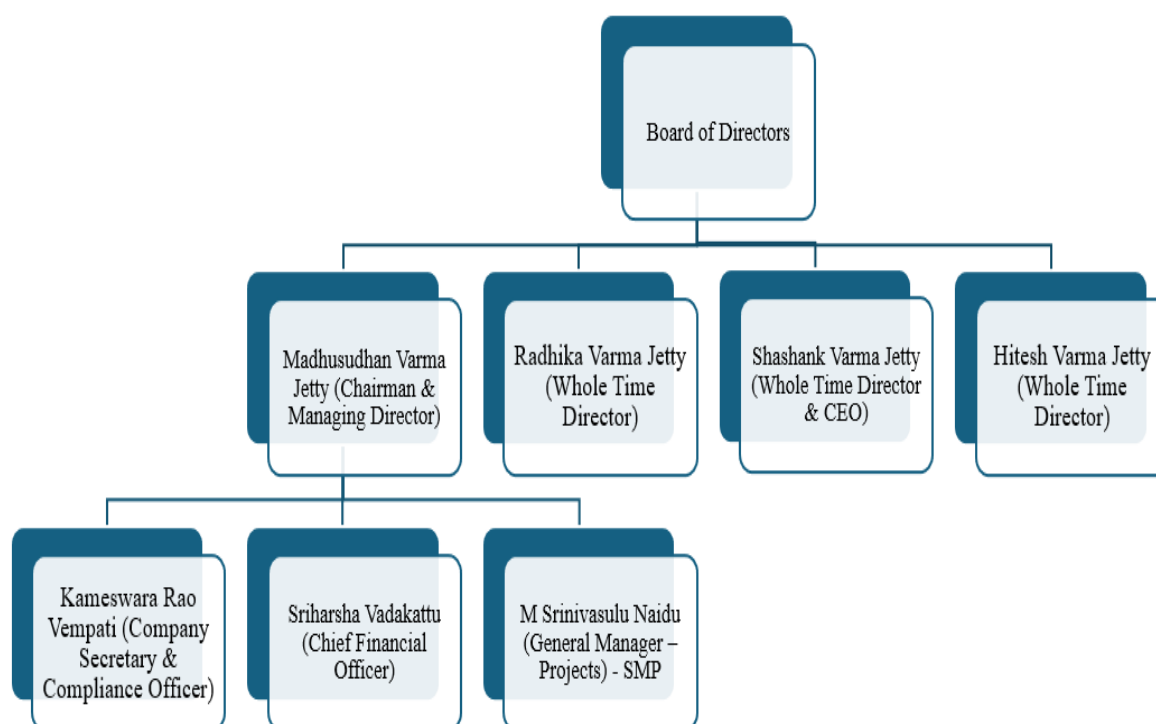 Board of Directors
Madhusudhan Varma
Jetty (Chairman &
Managing Director)
Radhika Varma Jetty
(Whole Time
Director)
Shashank Varma Jetty
(Whole Time Director
& CEO)
Hitesh Varma Jetty
(Whole Time
Director)
Kameswara Rao
Vempati (Company
Secretary &
Compliance Officer)
Sriharsha Vadakattu
(Chief Financial
Officer)
M Srinivasulu Naidu
(General Manager –
Projects) - SMP